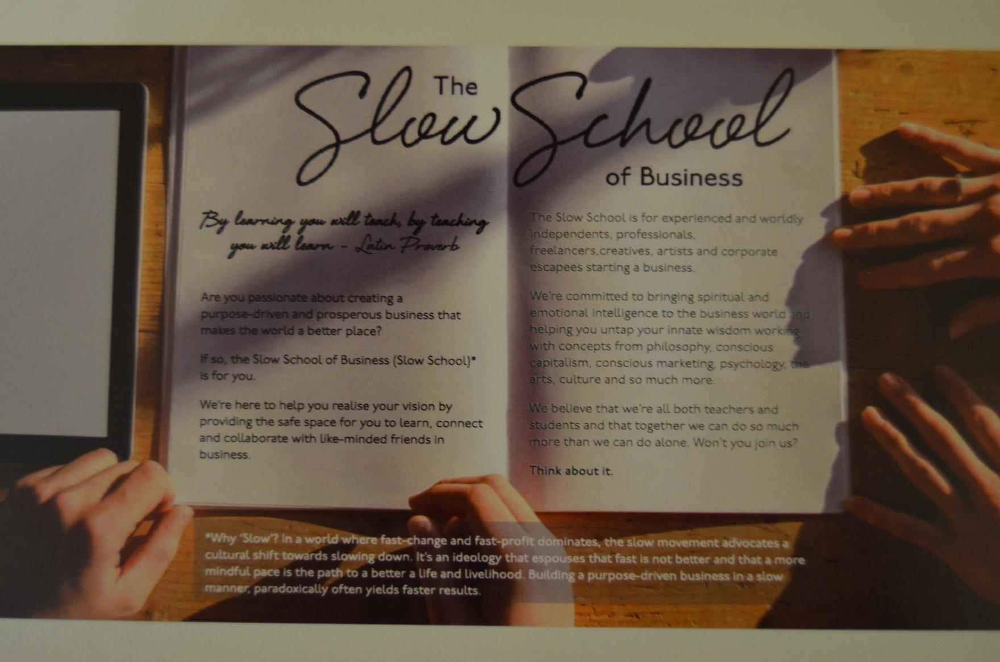 The
Slow School
of Business
By learning you will teach, by teaching
you will learn - Latin Proverb
Are you passionate about creating a
purpose-driven and prosperous business that
makes the world a better place?
If so, the Slow School of Business (Slow School)*
is for you.
We're here to help you realise your vision by
providing the safe space for you to learn, connect
and collaborate with like-minded friends in
business.
The Slow School is for experienced and worldly
independents, professionals,
freelancers,creatives, artists and corporate
escapees starting a business.
We're committed to bringing spiritual and
emotional intelligence to the business world and
helping you untap your innate wisdom working
with concepts from philosophy, conscious
capitalism, conscious marketing, psychology, the
arts, culture and so much more.
We believe that we're all both teachers and
students and that together we can do so much
more than we can do alone. Won't you join us?
Think about it.
*Why 'Slow'? In a world where fast-change and fast-profit dominates, the slow movement advocates a
cultural shift towards slowing down. It's an ideology that espouses that fast is not better and that a more
mindful pace is the path to a better a life and livelihood. Building a purpose-driven business in a slow
manner, paradoxically often yields faster results.